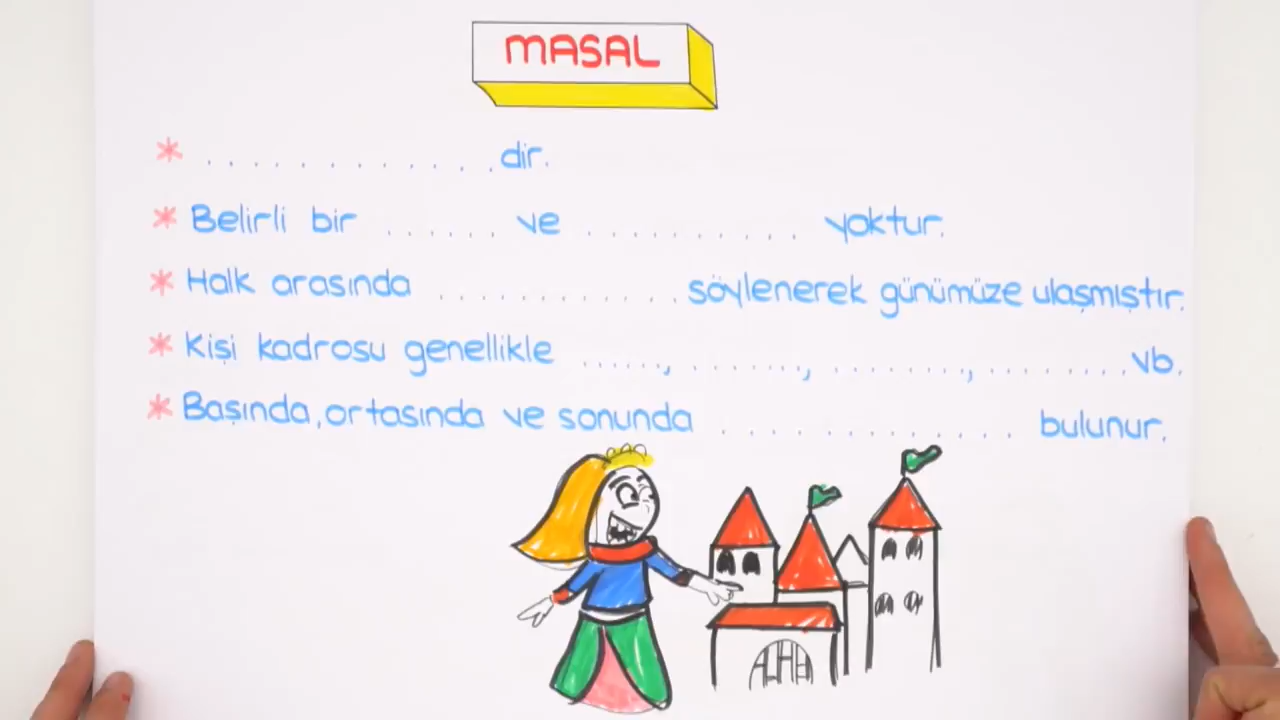 MASAL
* . . . . . . . . . . . . . dir.
* Belirli bir . . . . . . ve . . . . . . . . . . yoktur.
* Halk arasında . . . . . . . . . . . . söylenerek günümüze ulaşmıştır.
* Kişi kadrosu genellikle . . . . . ., . . . . . . ., . . . . . . . ., . . . . . . . . vb.
* Başında, ortasında ve sonunda . . . . . . . . . . . . . . bulunur.